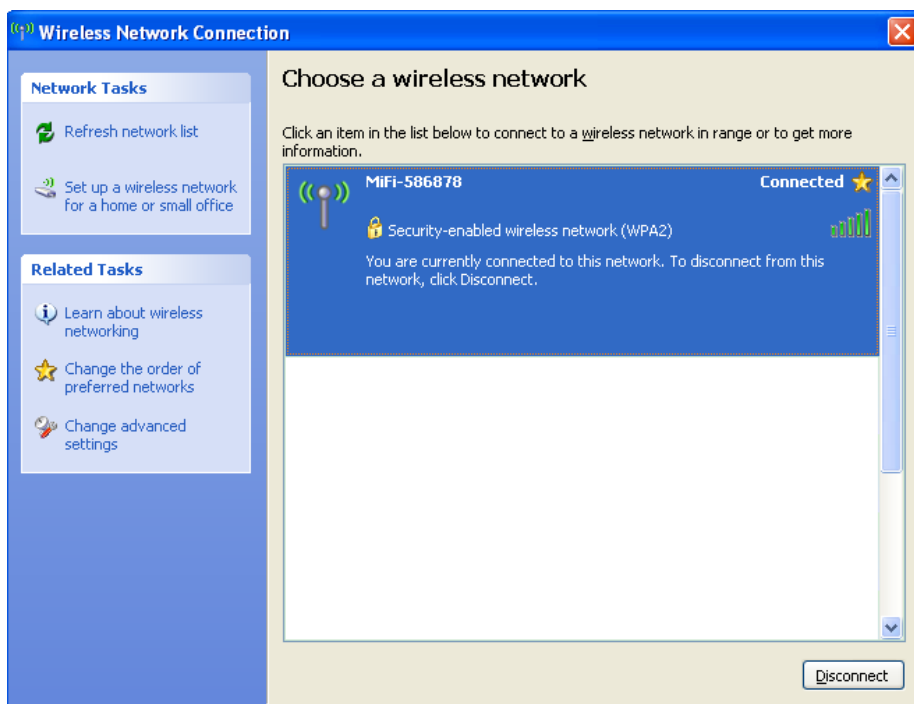 Wireless Network Connection
Network Tasks
Refresh network list
Set up a wireless network
for a home or small office
Related Tasks
Learn about wireless
networking
Change the order of
preferred networks
Change advanced
settings
Choose a wireless network
Click an item in the list below to connect to a wireless network in range or to get more
information.
MiFi-586878
Connected
Security-enabled wireless network (WPA2)
You are currently connected to this network. To disconnect from this
network, click Disconnect.
Disconnect